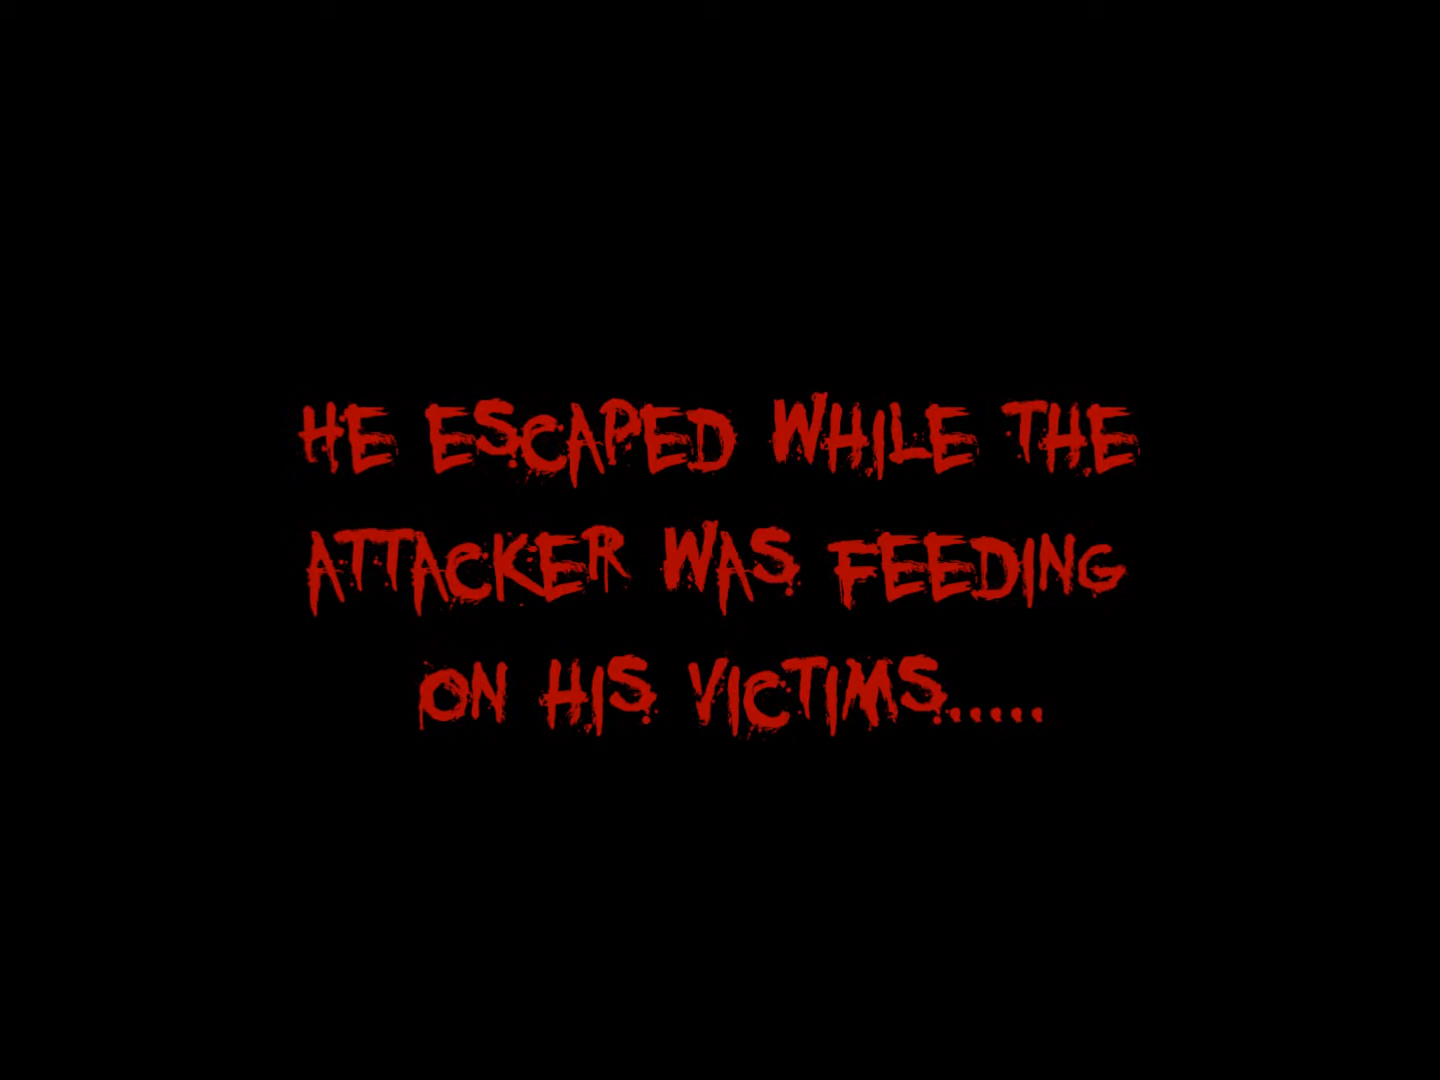 HE ESCAPED WHILE THE
ATTACKER WAS FEEDING
ON HIS VICTIMS.....